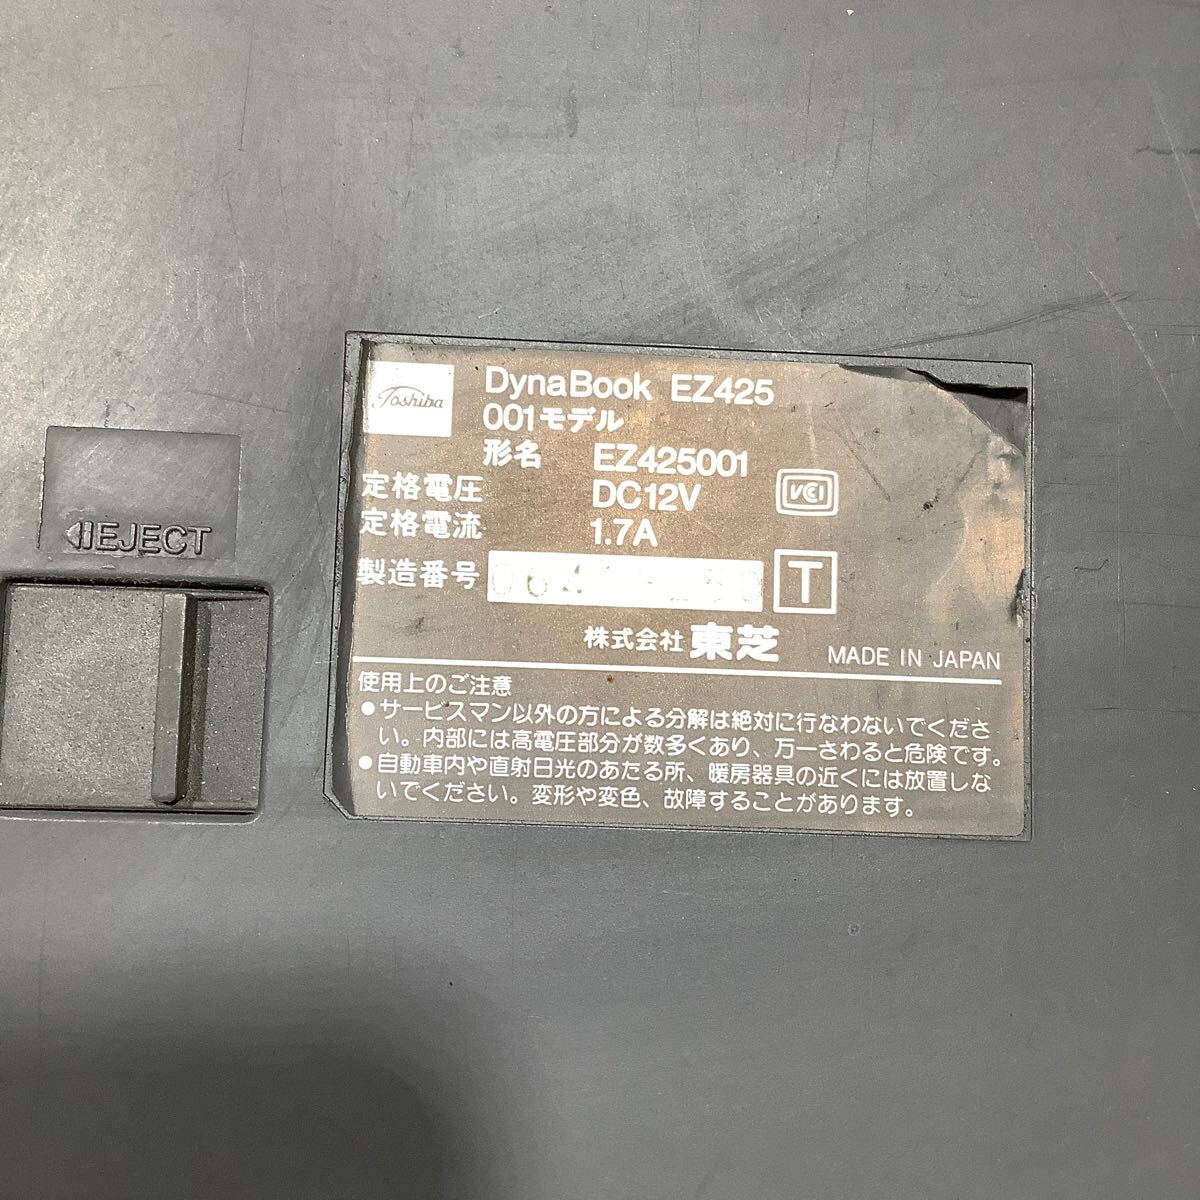 EJECT
Toshiba
DynaBook EZ425
001モデル
形名 EZ425001
定格電圧 DC12V
定格電流 1.7A
VCI
製造番号
T
株式会社 東芝 MADE IN JAPAN
使用上のご注意
●サービスマン以外の方による分解は絶対に行なわないでくださ
い。内部には高電圧部分が数多くあり、万一さわると危険です。
●自動車内や直射日光のあたる所、暖房器具の近くには放置しな
いでください。変形や変色、故障することがあります。